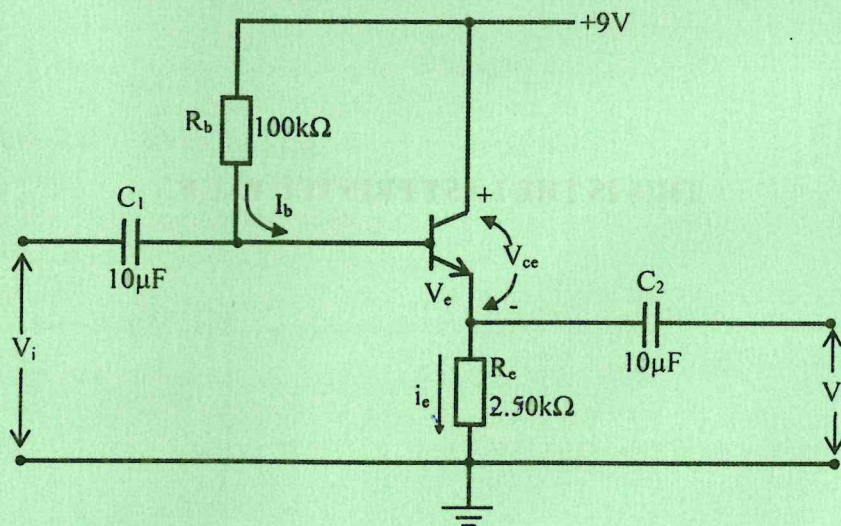 +9V
Rb 100kΩ
C1
Ib
+
10μF
Vce
Ve
-
C2
Vi
Re
10μF
ie
2.50kΩ
V